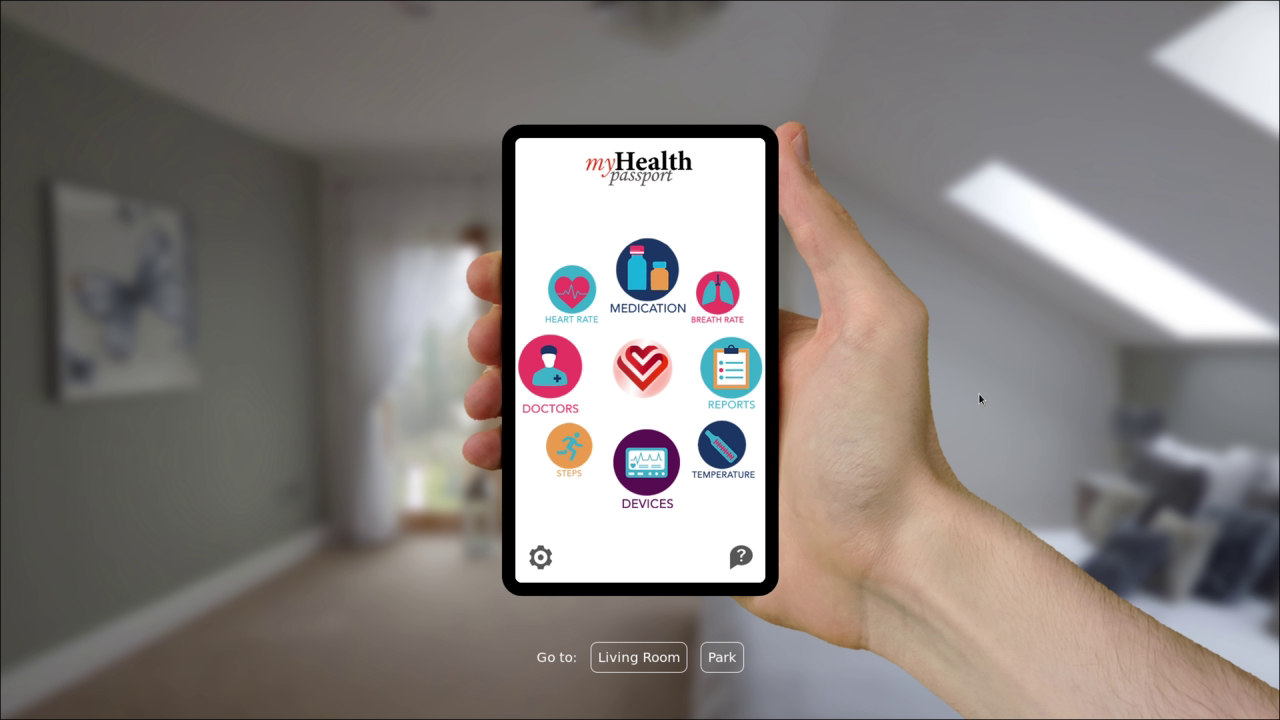 myHealth
passport
HEART RATE
MEDICATION
BREATH RATE
DOCTORS
REPORTS
STEPS
TEMPERATURE
DEVICES
?
Go to: Living Room Park